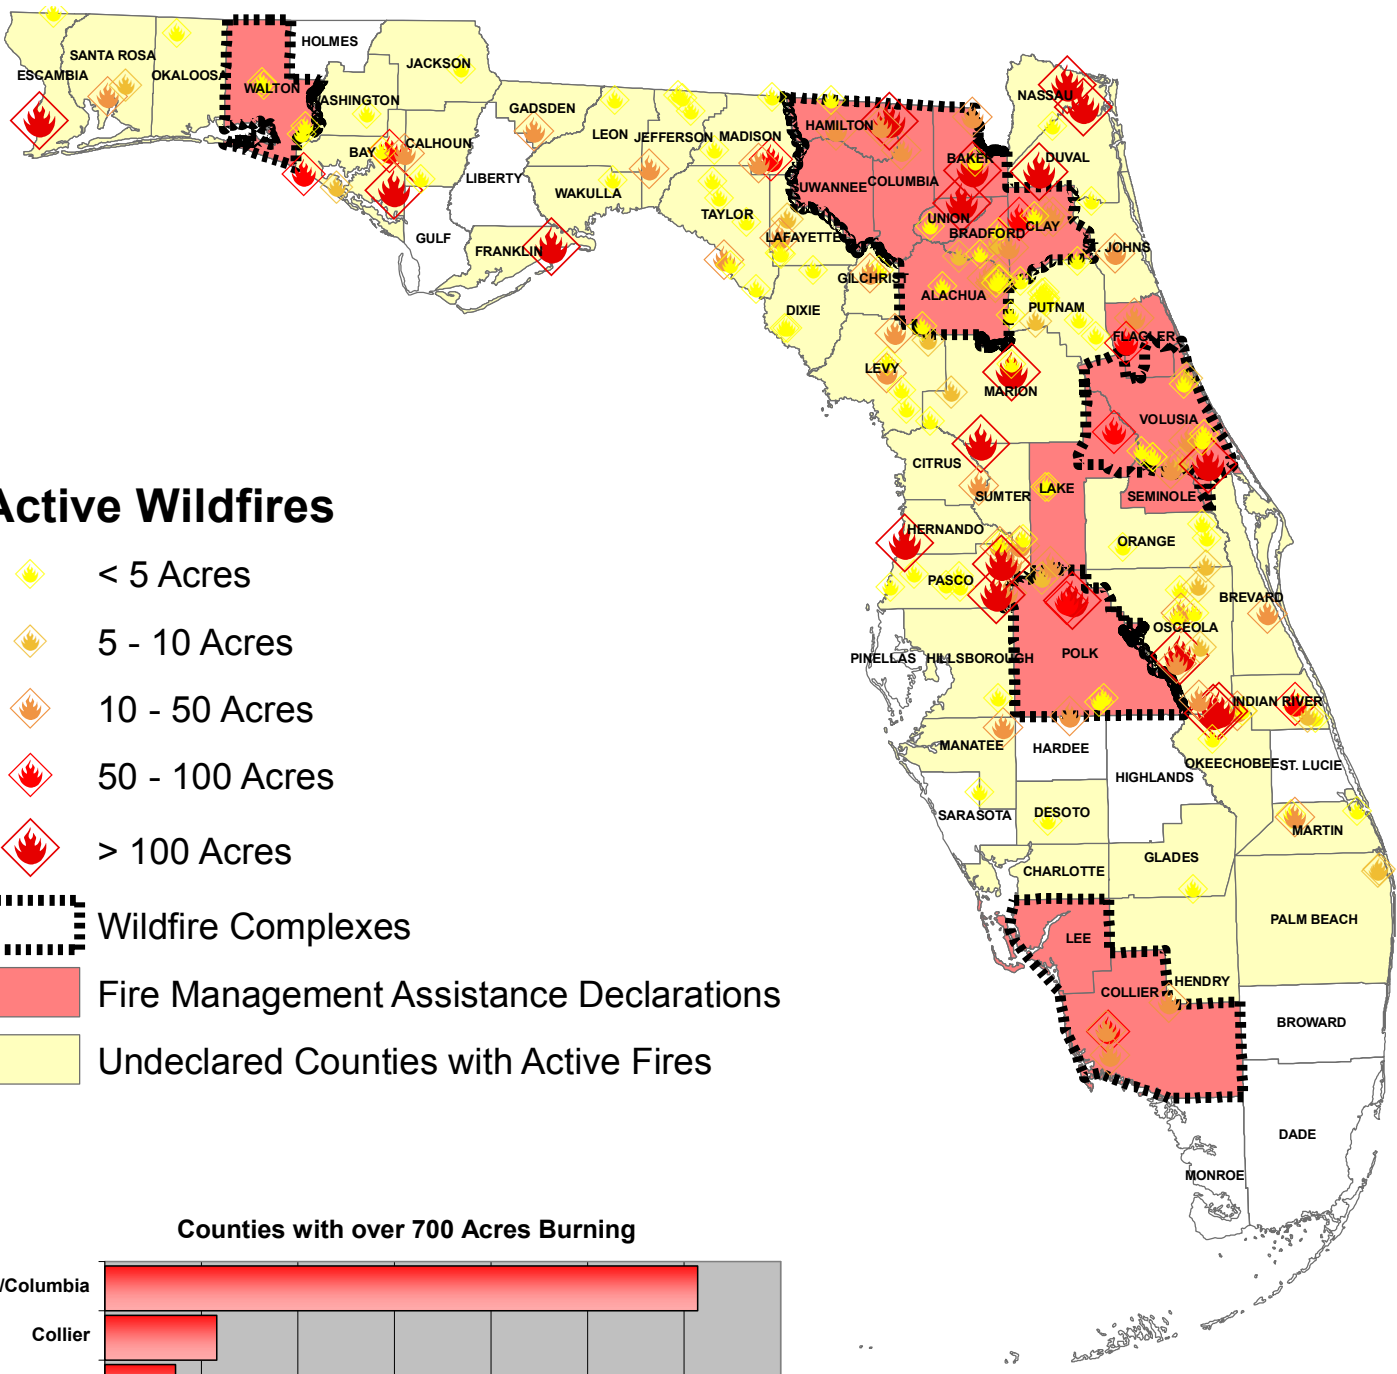 HOLMES
SANTA ROSA
JACKSON
ESCAMBIA
OKALOOSA
WALTON
ASHINGTON
GADSDEN
NASSAU
LEON
JEFFERSON
MADISON
HAMILTON
CALHOUN
BAY
BAKER
DUVAL
LIBERTY
WAKULLA
SUWANNEE
COLUMBIA
TAYLOR
UNION
BRADFORD
CLAY
GULF
FRANKLIN
LAFAYETTE
ST. JOHNS
GILCHRIST
ALACHUA
DIXIE
PUTNAM
FLAGLER
LEVY
MARION
VOLUSIA
CITRUS
SUMTER
LAKE
SEMINOLE
HERNANDO
ORANGE
PASCO
BREVARD
OSCEOLA
PINELLAS
HILLSBOROUGH
POLK
INDIAN RIVER
MANATEE
HARDEE
HIGHLANDS
OKEECHOBEE
ST. LUCIE
SARASOTA
DESOTO
MARTIN
GLADES
CHARLOTTE
PALM BEACH
LEE
HENDRY
COLLIER
BROWARD
DADE
MONROE
Active Wildfires
< 5 Acres
5 - 10 Acres
10 - 50 Acres
50 - 100 Acres
> 100 Acres
Wildfire Complexes
Fire Management Assistance Declarations
Undeclared Counties with Active Fires
Counties with over 700 Acres Burning
/Columbia
Collier